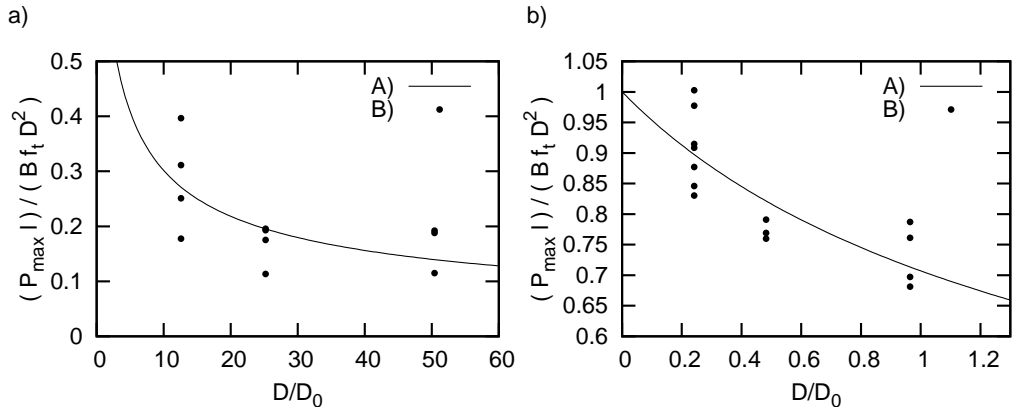 a)
( P_max l ) / ( B f_t D^2 )
0.5
0.4
0.3
0.2
0.1
0
A)
B)
0 10 20 30 40 50 60
D/D_0
b)
( P_max l ) / ( B f_t D^2 )
1.05
1
0.95
0.9
0.85
0.8
0.75
0.7
0.65
0.6
A)
B)
0 0.2 0.4 0.6 0.8 1 1.2
D/D_0